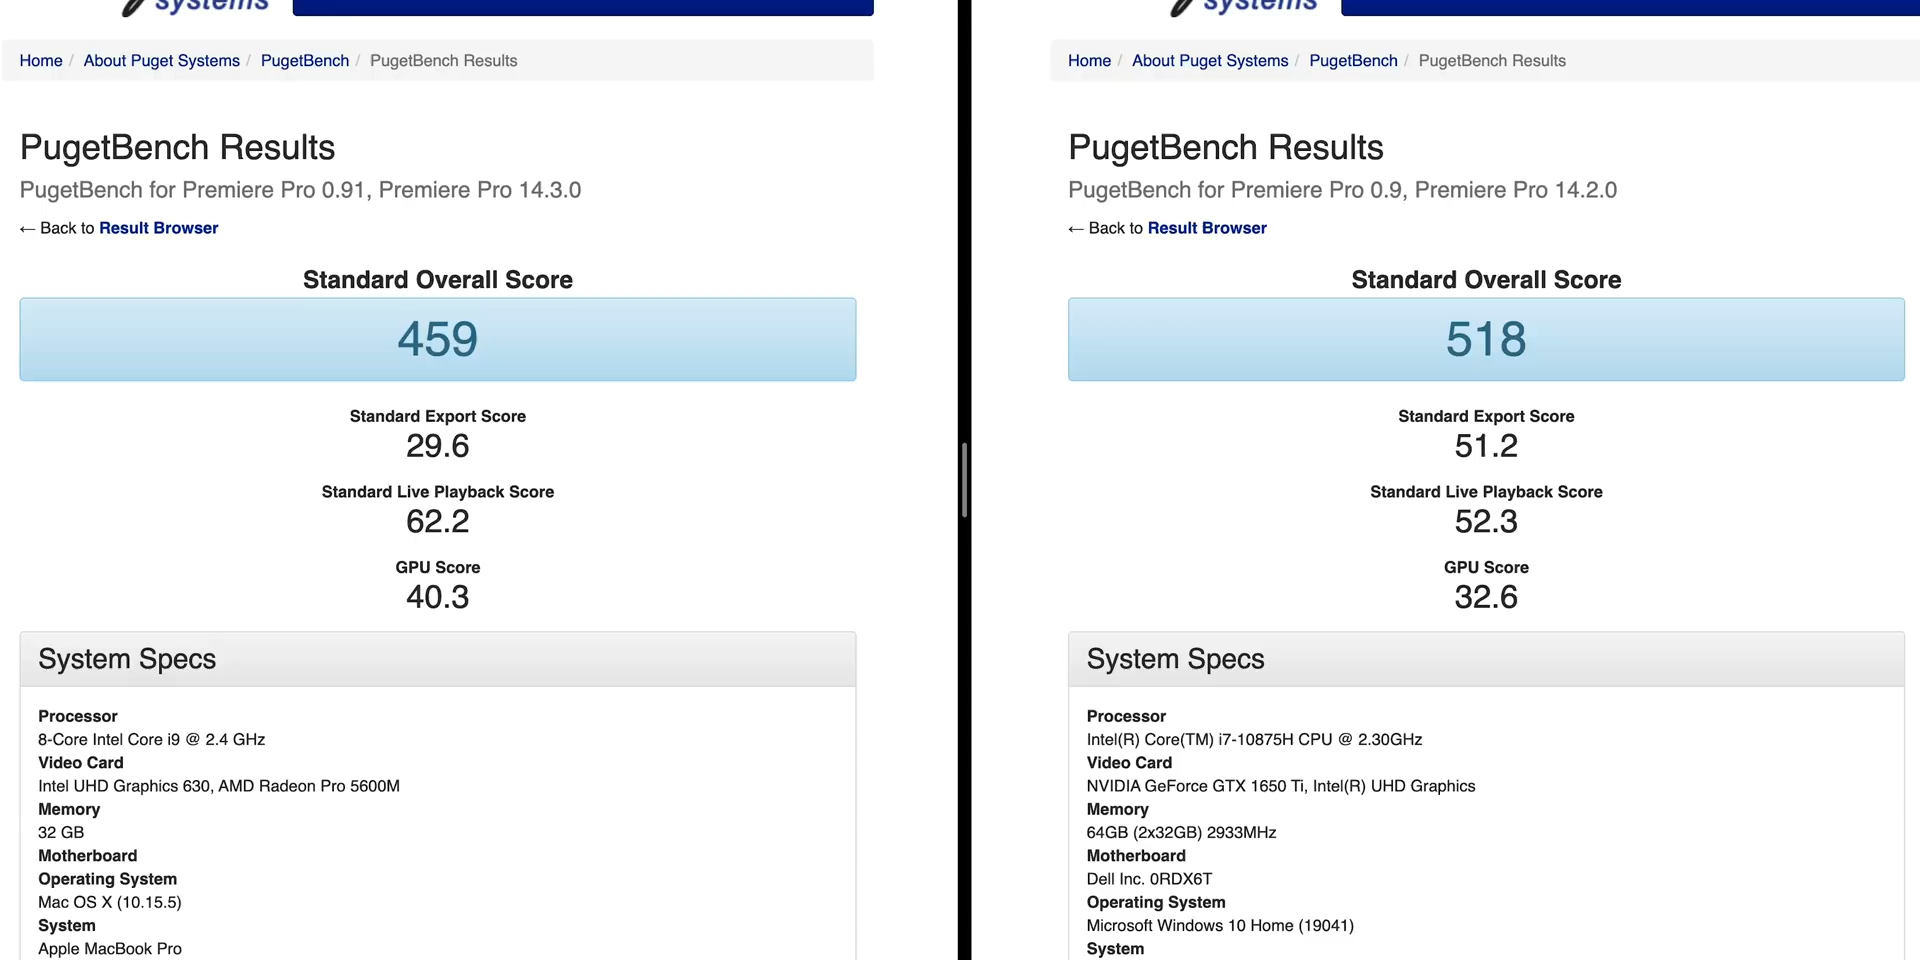 systems
Home / About Puget Systems / PugetBench / PugetBench Results
PugetBench Results
PugetBench for Premiere Pro 0.91, Premiere Pro 14.3.0
← Back to Result Browser
Standard Overall Score
459
Standard Export Score
29.6
Standard Live Playback Score
62.2
GPU Score
40.3
System Specs
Processor
8-Core Intel Core i9 @ 2.4 GHz
Video Card
Intel UHD Graphics 630, AMD Radeon Pro 5600M
Memory
32 GB
Motherboard
Operating System
Mac OS X (10.15.5)
System
Apple MacBook Pro
systems
Home / About Puget Systems / PugetBench / PugetBench Results
PugetBench Results
PugetBench for Premiere Pro 0.9, Premiere Pro 14.2.0
← Back to Result Browser
Standard Overall Score
518
Standard Export Score
51.2
Standard Live Playback Score
52.3
GPU Score
32.6
System Specs
Processor
Intel(R) Core(TM) i7-10875H CPU @ 2.30GHz
Video Card
NVIDIA GeForce GTX 1650 Ti, Intel(R) UHD Graphics
Memory
64GB (2x32GB) 2933MHz
Motherboard
Dell Inc. 0RDX6T
Operating System
Microsoft Windows 10 Home (19041)
System